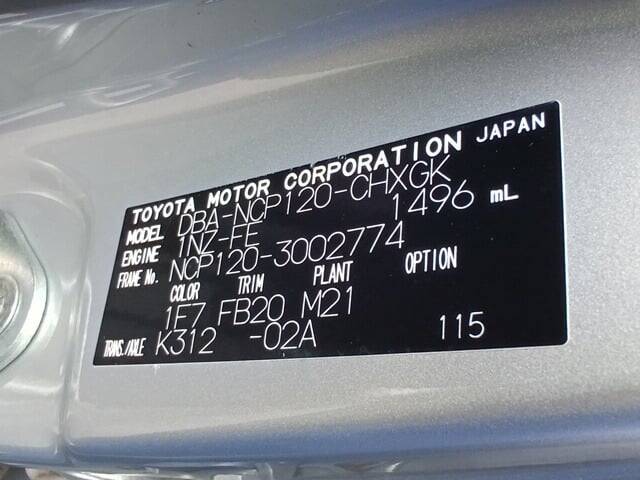 TOYOTA MOTOR CORPORATION JAPAN
MODEL DBA-NCP120-CHXGK
ENGINE 1NZ-FE 1496 mL
FRAME No. NCP120-3002774
COLOR TRIM PLANT OPTION
1F7 FB20 M21
TRANS./AXLE K312 -02A 115